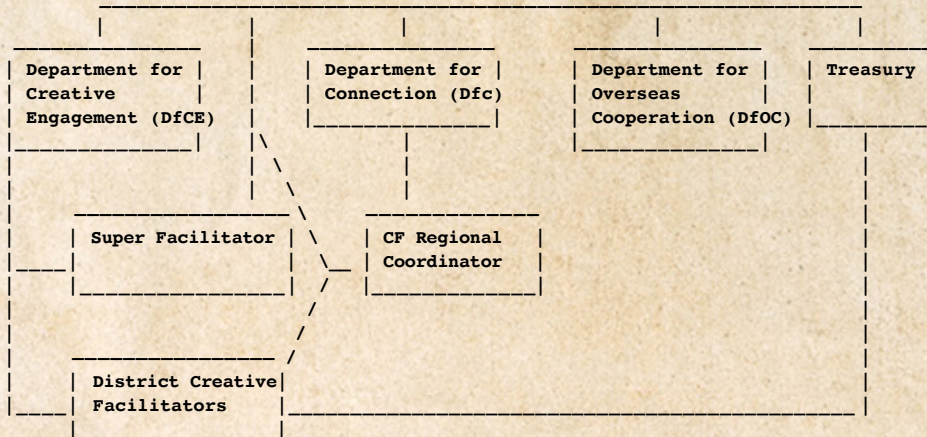 Department for
Creative
Engagement (DfCE)
Department for
Connection (Dfc)
Department for
Overseas
Cooperation (DfOC)
Treasury
Super Facilitator
CF Regional
Coordinator
District Creative
Facilitators